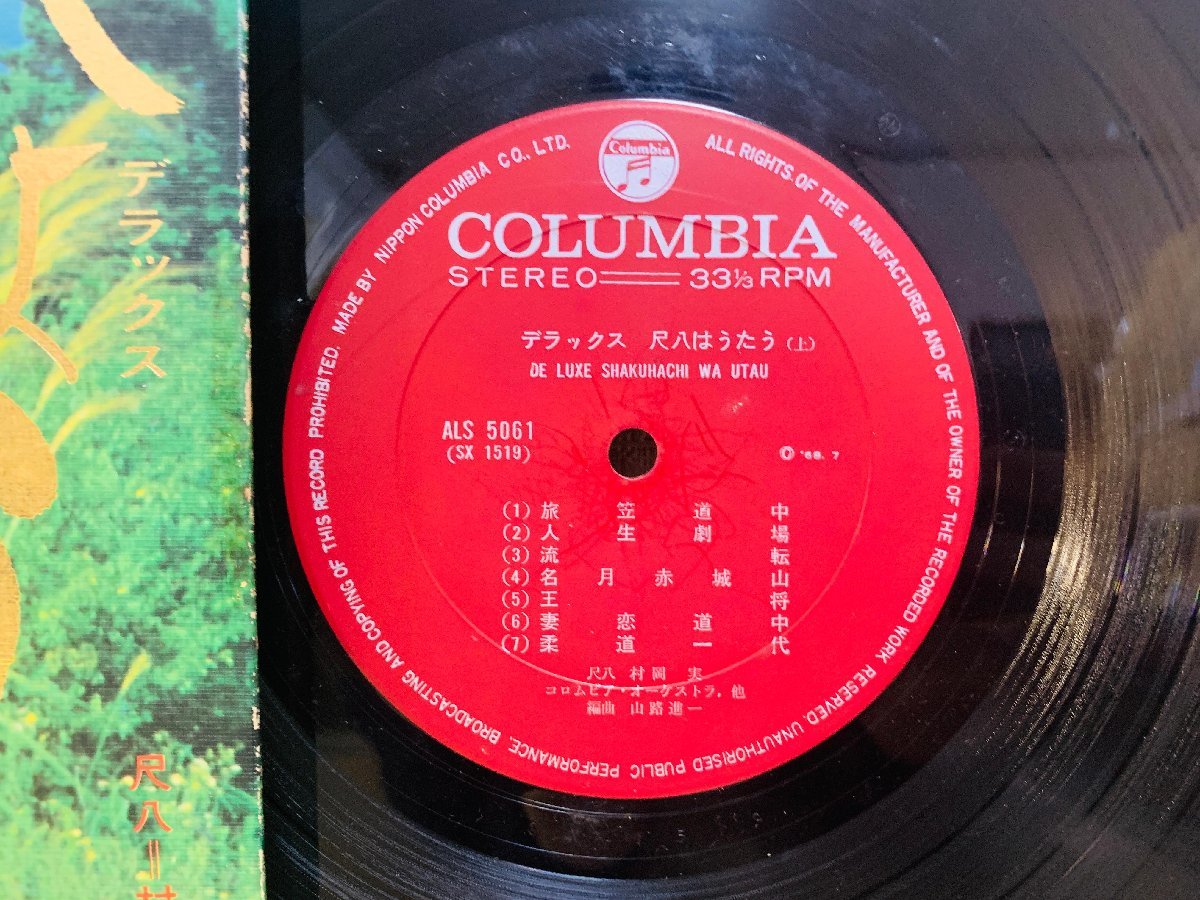 デラックス
尺八 村
Columbia
MADE BY NIPPON COLUMBIA CO., LTD.
ALL RIGHTS OF THE MANUFACTURER AND OF THE OWNER OF THE RECORDED WORK RESERVED. UNAUTHORISED PUBLIC PERFORMANCE, BROADCASTING AND COPYING OF THIS RECORD PROHIBITED.
COLUMBIA
STEREO 33⅓ RPM
デラックス 尺八はうたう(上)
DE LUXE SHAKUHACHI WA UTAU
ALS 5061
(SX 1519)
Ⓟ '68. 7
(1) 旅笠道中
(2) 人生劇場
(3) 流転
(4) 名月赤城山
(5) 王将
(6) 妻恋道中
(7) 柔道一代
尺八 村岡 実
コロムビア・オーケストラ, 他
編曲 山路進一